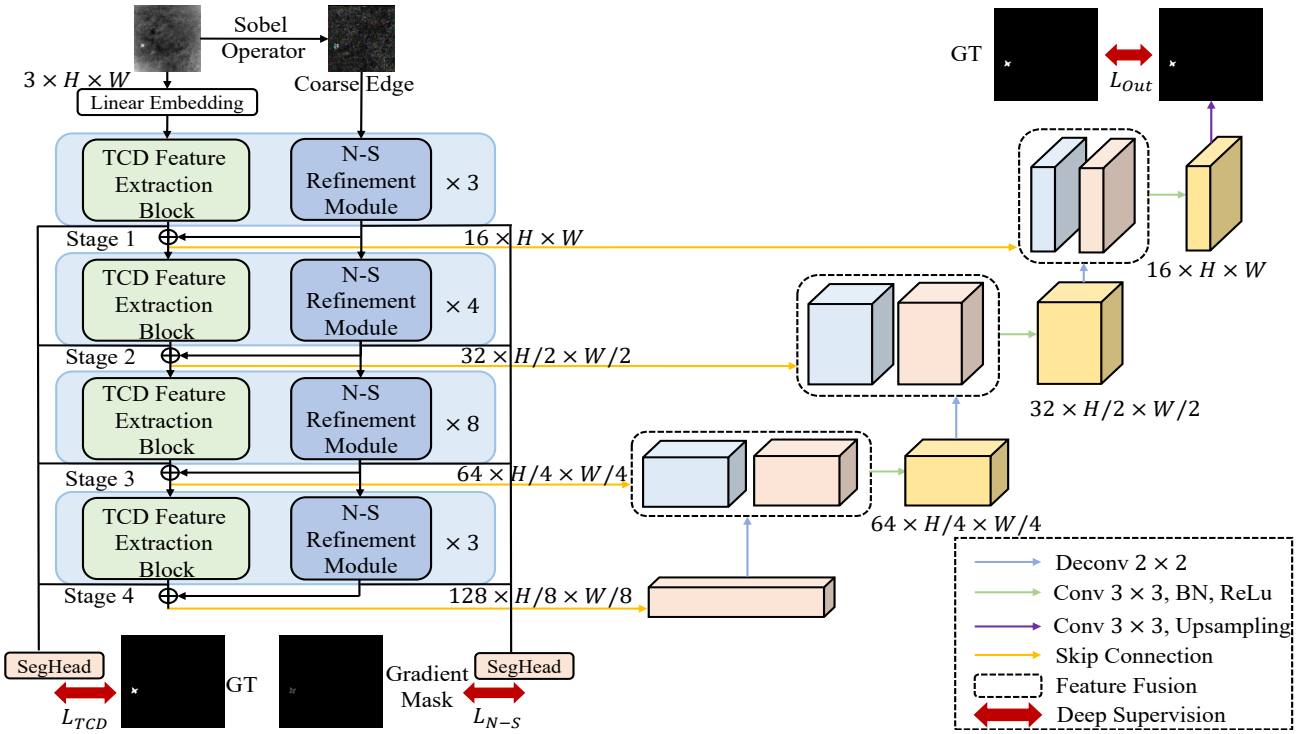 Sobel
Operator
3 × H × W
Coarse Edge
Linear Embedding
TCD Feature
Extraction
Block
N-S
Refinement
Module
× 3
Stage 1
16 × H × W
TCD Feature
Extraction
Block
N-S
Refinement
Module
× 4
Stage 2
32 × H/2 × W/2
TCD Feature
Extraction
Block
N-S
Refinement
Module
× 8
Stage 3
64 × H/4 × W/4
TCD Feature
Extraction
Block
N-S
Refinement
Module
× 3
Stage 4
128 × H/8 × W/8
SegHead
L_TCD
GT
Gradient
Mask
SegHead
L_N−S
GT
L_Out
16 × H × W
32 × H/2 × W/2
64 × H/4 × W/4
Deconv 2 × 2
Conv 3 × 3, BN, ReLu
Conv 3 × 3, Upsampling
Skip Connection
Feature Fusion
Deep Supervision